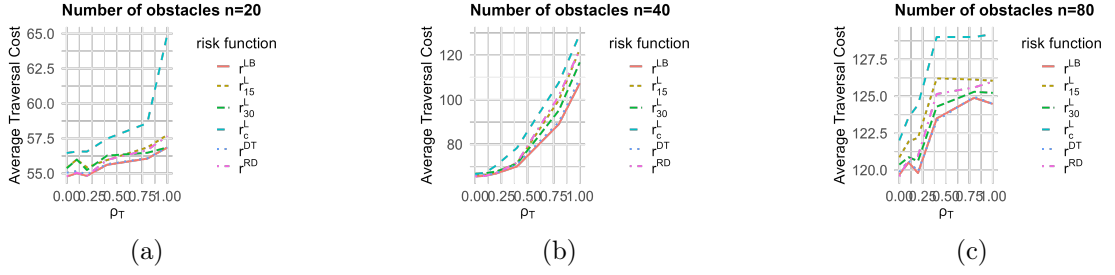 Number of obstacles n=20
Average Traversal Cost
65.0
62.5
60.0
57.5
55.0
0.00 0.25 0.50 0.75 1.00
ρT
risk function
r^LB
r^L_15
r^L_30
r^L_c
r^DT
r^RD
(a)
Number of obstacles n=40
Average Traversal Cost
120
100
80
0.00 0.25 0.50 0.75 1.00
ρT
risk function
r^LB
r^L_15
r^L_30
r^L_c
r^DT
r^RD
(b)
Number of obstacles n=80
Average Traversal Cost
127.5
125.0
122.5
120.0
0.00 0.25 0.50 0.75 1.00
ρT
risk function
r^LB
r^L_15
r^L_30
r^L_c
r^DT
r^RD
(c)